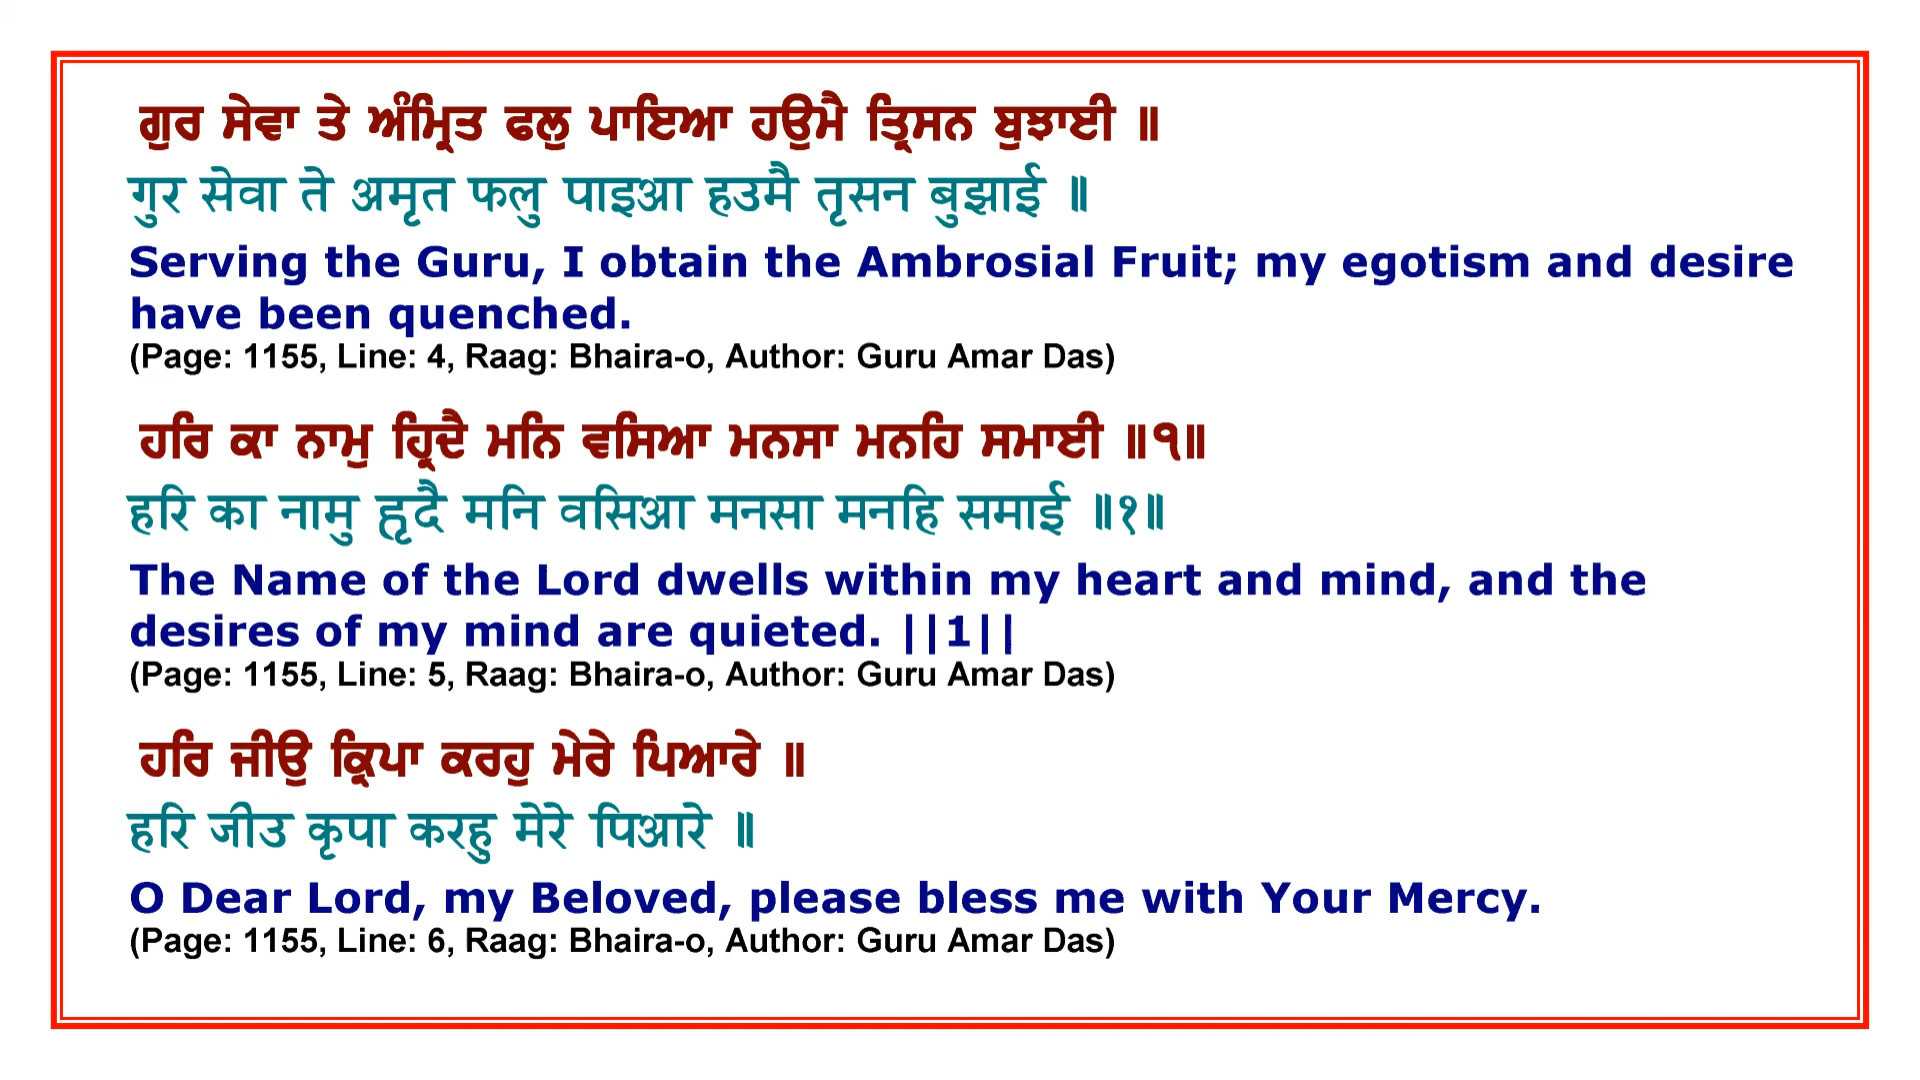 ਗੁਰ ਸੇਵਾ ਤੇ ਅੰਮ੍ਰਿਤ ਫਲੁ ਪਾਇਆ ਹਉਮੈ ਤ੍ਰਿਸਨ ਬੁਝਾਈ ॥
गुर सेवा ते अमृत फलु पाइआ हउमै तृसन बुझाई ॥
Serving the Guru, I obtain the Ambrosial Fruit; my egotism and desire
have been quenched.
(Page: 1155, Line: 4, Raag: Bhaira-o, Author: Guru Amar Das)
ਹਰਿ ਕਾ ਨਾਮੁ ਹ੍ਰਿਦੈ ਮਨਿ ਵਸਿਆ ਮਨਸਾ ਮਨਹਿ ਸਮਾਈ ॥੧॥
हरि का नामु हृदै मनि वसिआ मनसा मनहि समाई ॥१॥
The Name of the Lord dwells within my heart and mind, and the
desires of my mind are quieted. ||1||
(Page: 1155, Line: 5, Raag: Bhaira-o, Author: Guru Amar Das)
ਹਰਿ ਜੀਉ ਕ੍ਰਿਪਾ ਕਰਹੁ ਮੇਰੇ ਪਿਆਰੇ ॥
हरि जीउ कृपा करहु मेरे पिआरे ॥
O Dear Lord, my Beloved, please bless me with Your Mercy.
(Page: 1155, Line: 6, Raag: Bhaira-o, Author: Guru Amar Das)